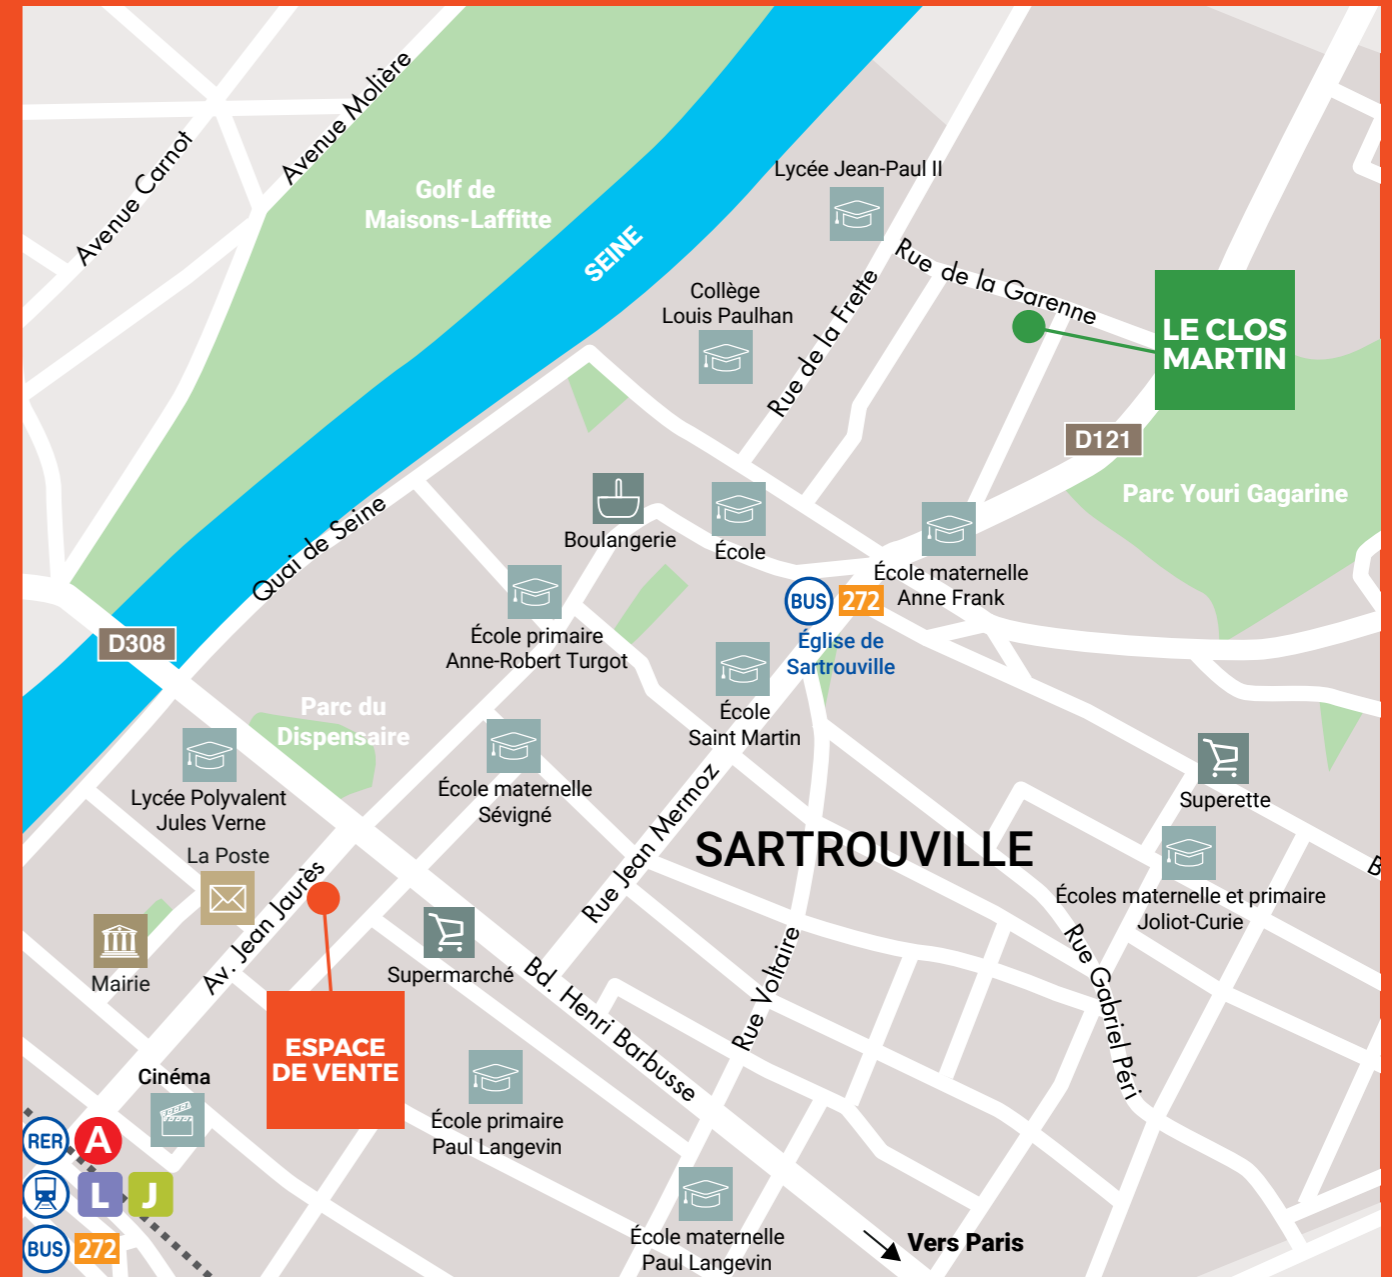 Avenue Molière
Avenue Carnot
Golf de
Maisons-Laffitte
SEINE
Lycée Jean-Paul II
Rue de la Garenne
Rue de la Frette
Collège
Louis Paulhan
LE CLOS
MARTIN
D121
Parc Youri Gagarine
Quai de Seine
Boulangerie
École
École maternelle
Anne Frank
BUS 272
Église de
Sartrouville
École primaire
Anne-Robert Turgot
D308
École
Saint Martin
Parc du
Dispensaire
Lycée Polyvalent
Jules Verne
École maternelle
Sévigné
Superette
Rue Jean Mermoz
SARTROUVILLE
La Poste
Av. Jean Jaurès
Écoles maternelle et primaire
Joliot-Curie
B
Mairie
Supermarché
Bd. Henri Barbusse
Rue Voltaire
Rue Gabriel Péri
ESPACE
DE VENTE
Cinéma
École primaire
Paul Langevin
RER A
L J
BUS 272
École maternelle
Paul Langevin
Vers Paris